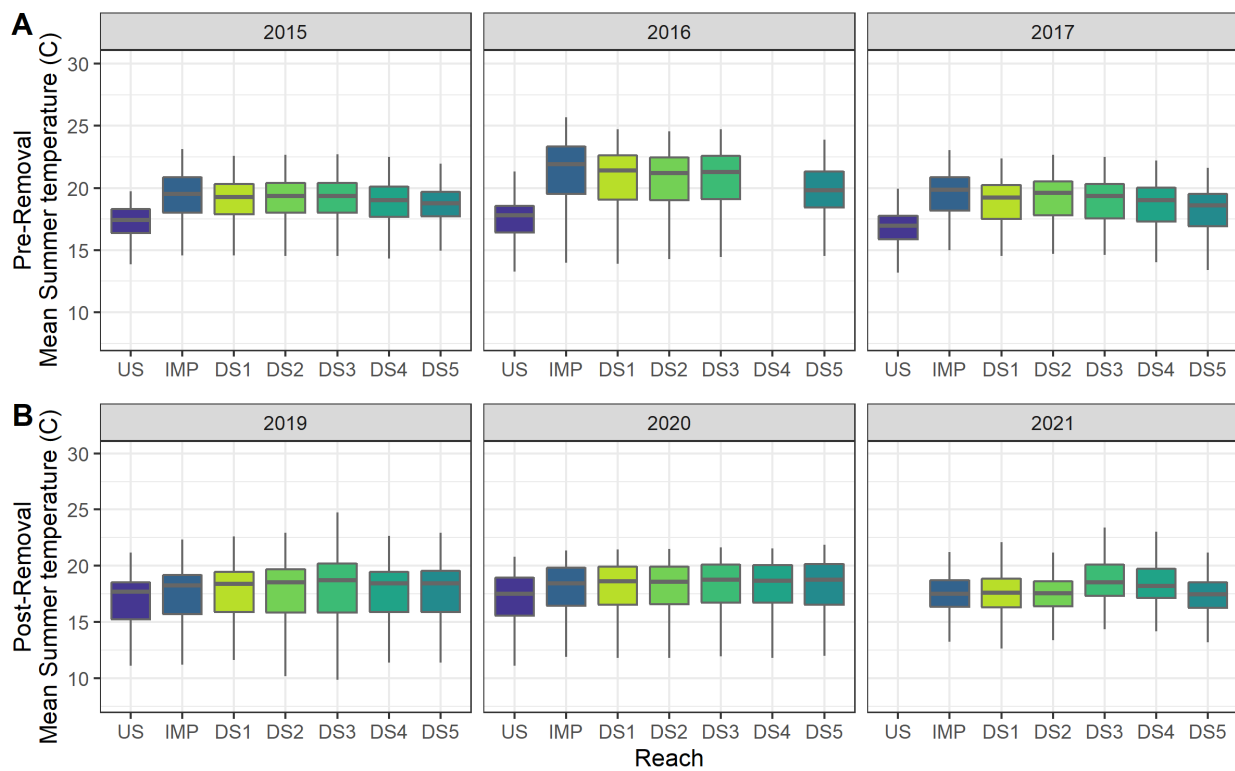 A
2015
2016
2017
Pre-Removal
Mean Summer temperature (C)
30
25
20
15
10
US IMP DS1 DS2 DS3 DS4 DS5
US IMP DS1 DS2 DS3 DS4 DS5
US IMP DS1 DS2 DS3 DS4 DS5
B
2019
2020
2021
Post-Removal
Mean Summer temperature (C)
30
25
20
15
10
US IMP DS1 DS2 DS3 DS4 DS5
US IMP DS1 DS2 DS3 DS4 DS5
US IMP DS1 DS2 DS3 DS4 DS5
Reach